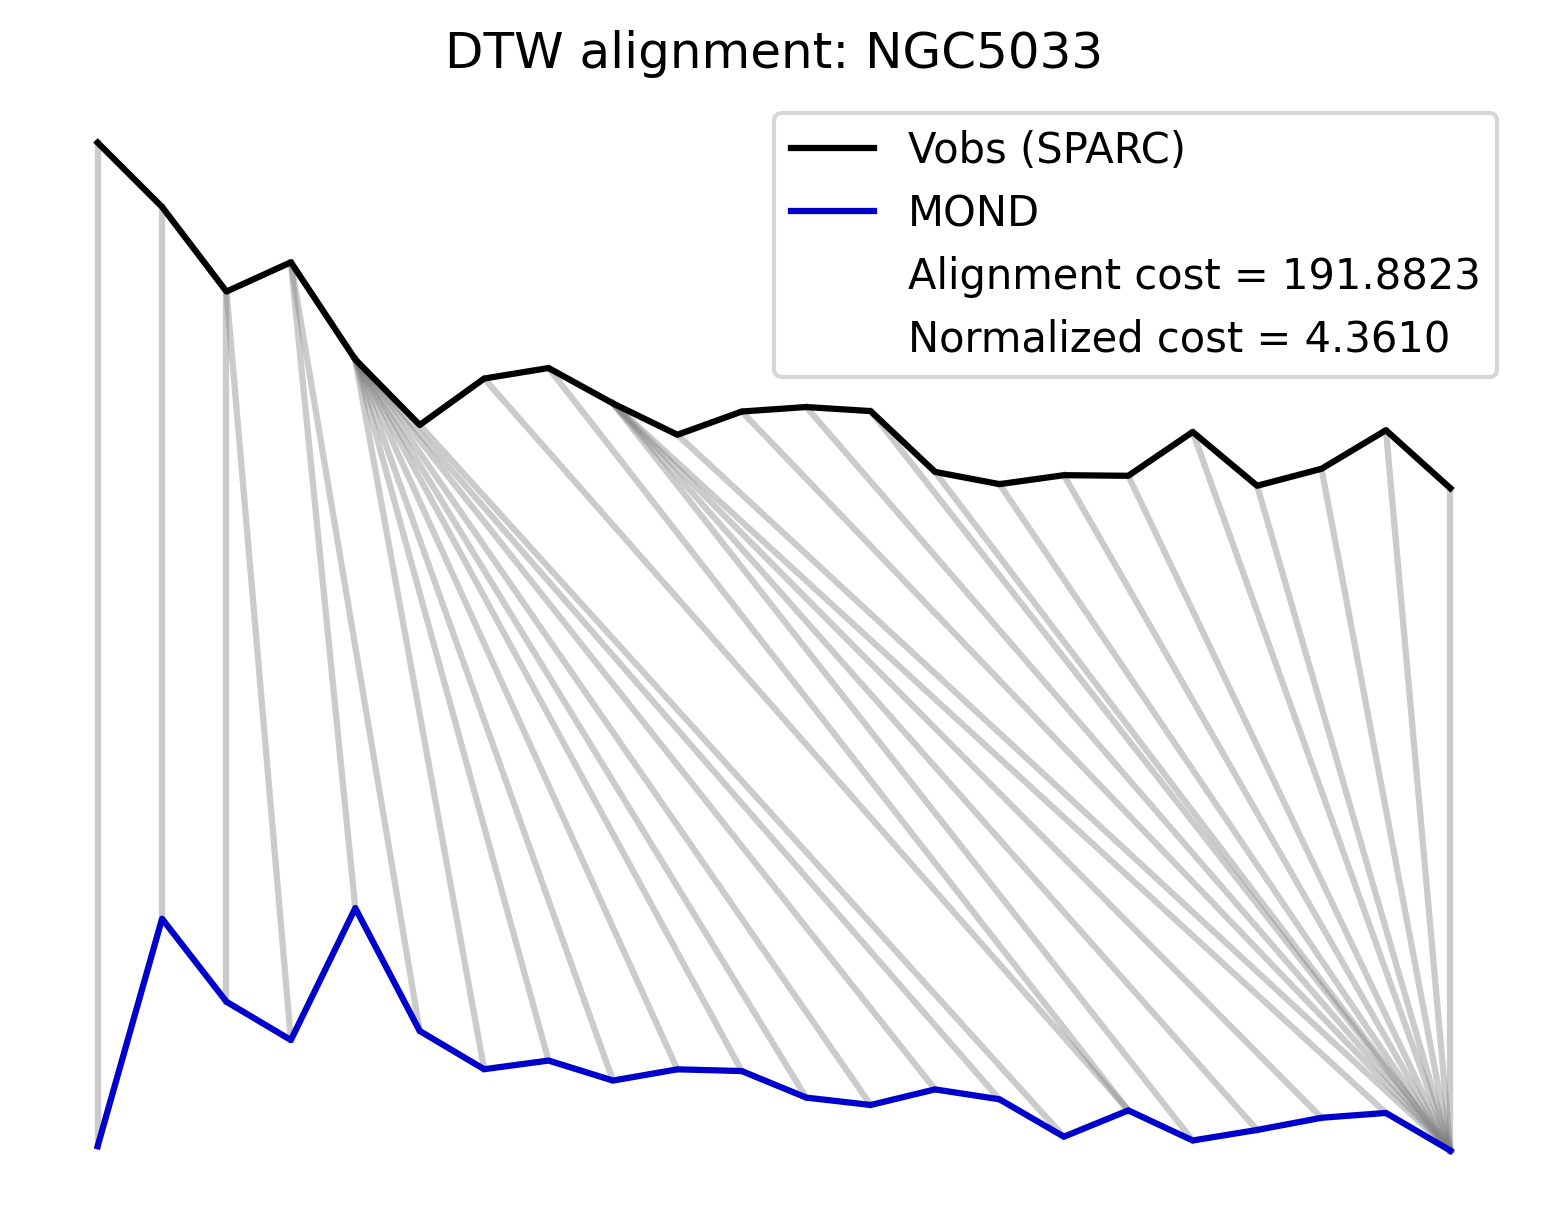 DTW alignment: NGC5033
Vobs (SPARC)
MOND
Alignment cost = 191.8823
Normalized cost = 4.3610